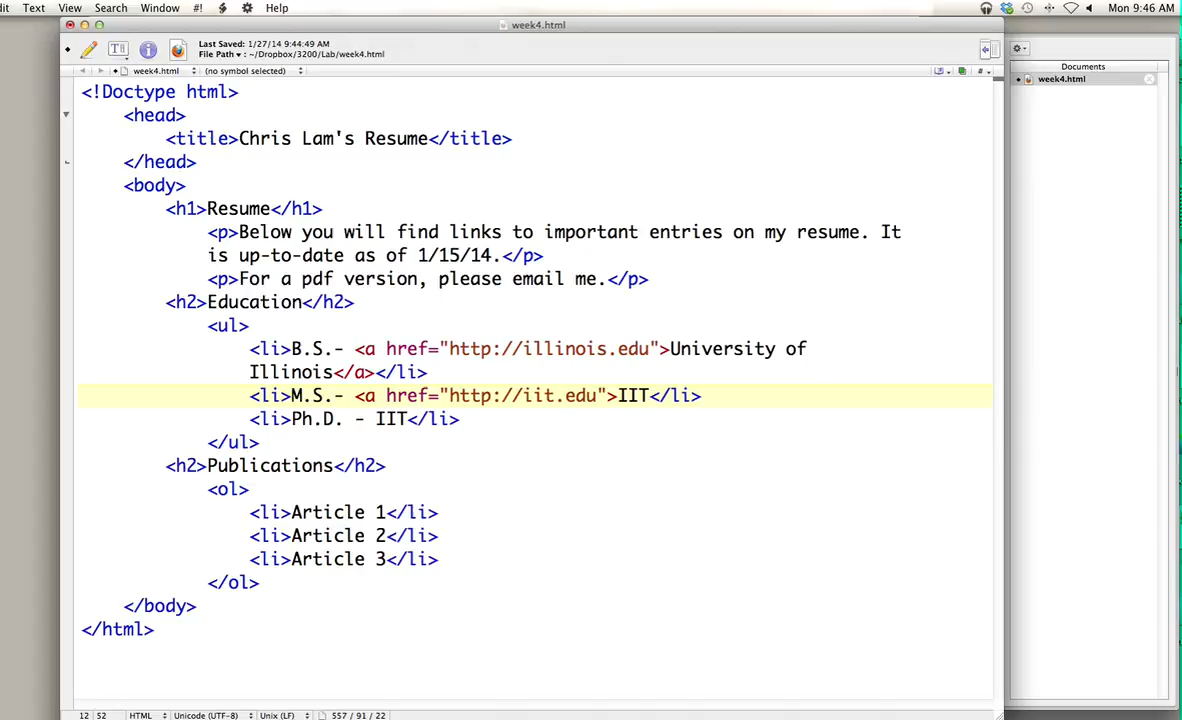 dit Text View Search Window #! Help Mon 9:46 AM
week4.html
Last Saved: 1/27/14 9:44:49 AM
File Path ▾ : ~/Dropbox/3200/Lab/week4.html
week4.html (no symbol selected)
Documents
week4.html
<!Doctype html>
<head>
<title>Chris Lam's Resume</title>
</head>
<body>
<h1>Resume</h1>
<p>Below you will find links to important entries on my resume. It
is up-to-date as of 1/15/14.</p>
<p>For a pdf version, please email me.</p>
<h2>Education</h2>
<ul>
<li>B.S.- <a href="http://illinois.edu">University of
Illinois</a></li>
<li>M.S.- <a href="http://iit.edu">IIT</li>
<li>Ph.D. - IIT</li>
</ul>
<h2>Publications</h2>
<ol>
<li>Article 1</li>
<li>Article 2</li>
<li>Article 3</li>
</ol>
</body>
</html>
12 52 HTML Unicode (UTF-8) Unix (LF) 557 / 91 / 22